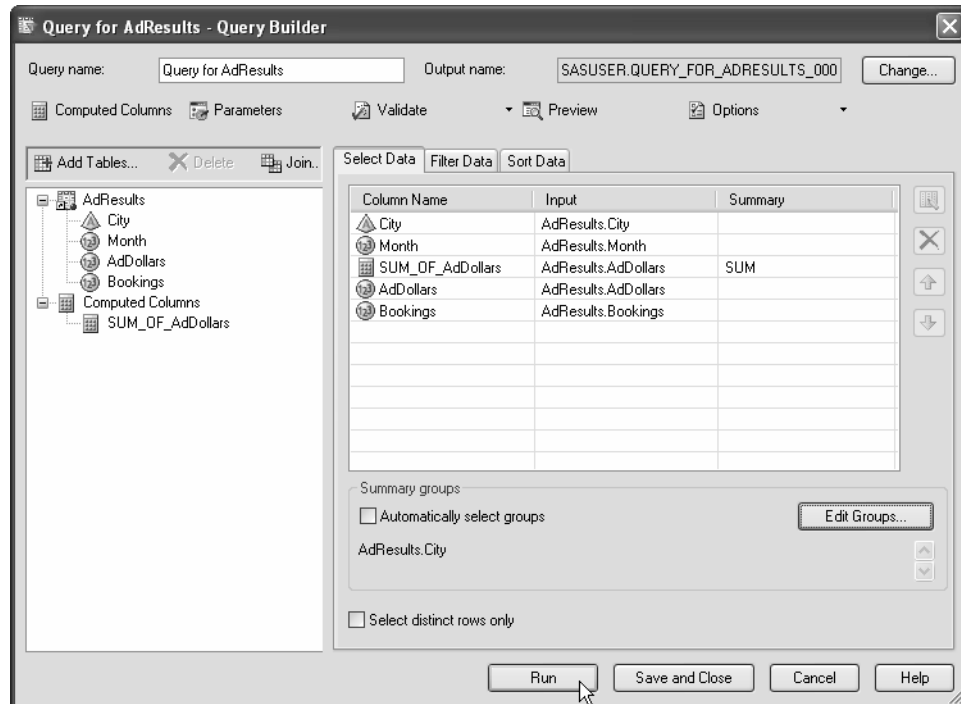 Query for AdResults - Query Builder
Query name: Query for AdResults Output name: SASUSER.QUERY_FOR_ADRESULTS_000 Change...
Computed Columns Parameters Validate Preview Options
Add Tables... Delete Join..
AdResults
City
Month
AdDollars
Bookings
Computed Columns
SUM_OF_AdDollars
Select Data Filter Data Sort Data
Column Name Input Summary
City AdResults.City
Month AdResults.Month
SUM_OF_AdDollars AdResults.AdDollars SUM
AdDollars AdResults.AdDollars
Bookings AdResults.Bookings
Summary groups
Automatically select groups Edit Groups...
AdResults.City
Select distinct rows only
Run Save and Close Cancel Help